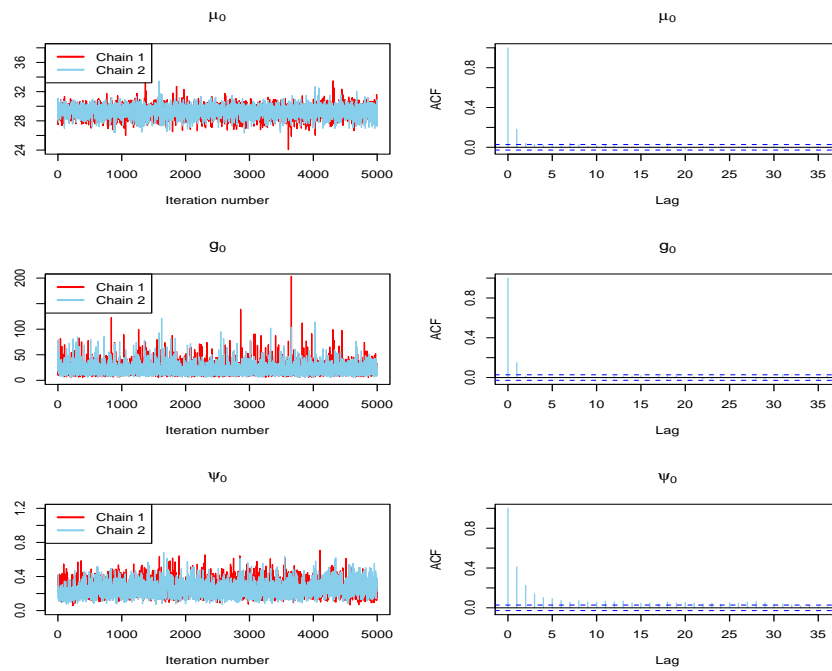 μ₀
Chain 1
Chain 2
24 28 32 36
0 1000 2000 3000 4000 5000
Iteration number
μ₀
ACF
0.0 0.4 0.8
0 5 10 15 20 25 30 35
Lag
g₀
Chain 1
Chain 2
0 50 100 200
0 1000 2000 3000 4000 5000
Iteration number
g₀
ACF
0.0 0.4 0.8
0 5 10 15 20 25 30 35
Lag
ψ₀
Chain 1
Chain 2
0.0 0.4 0.8 1.2
0 1000 2000 3000 4000 5000
Iteration number
ψ₀
ACF
0.0 0.4 0.8
0 5 10 15 20 25 30 35
Lag